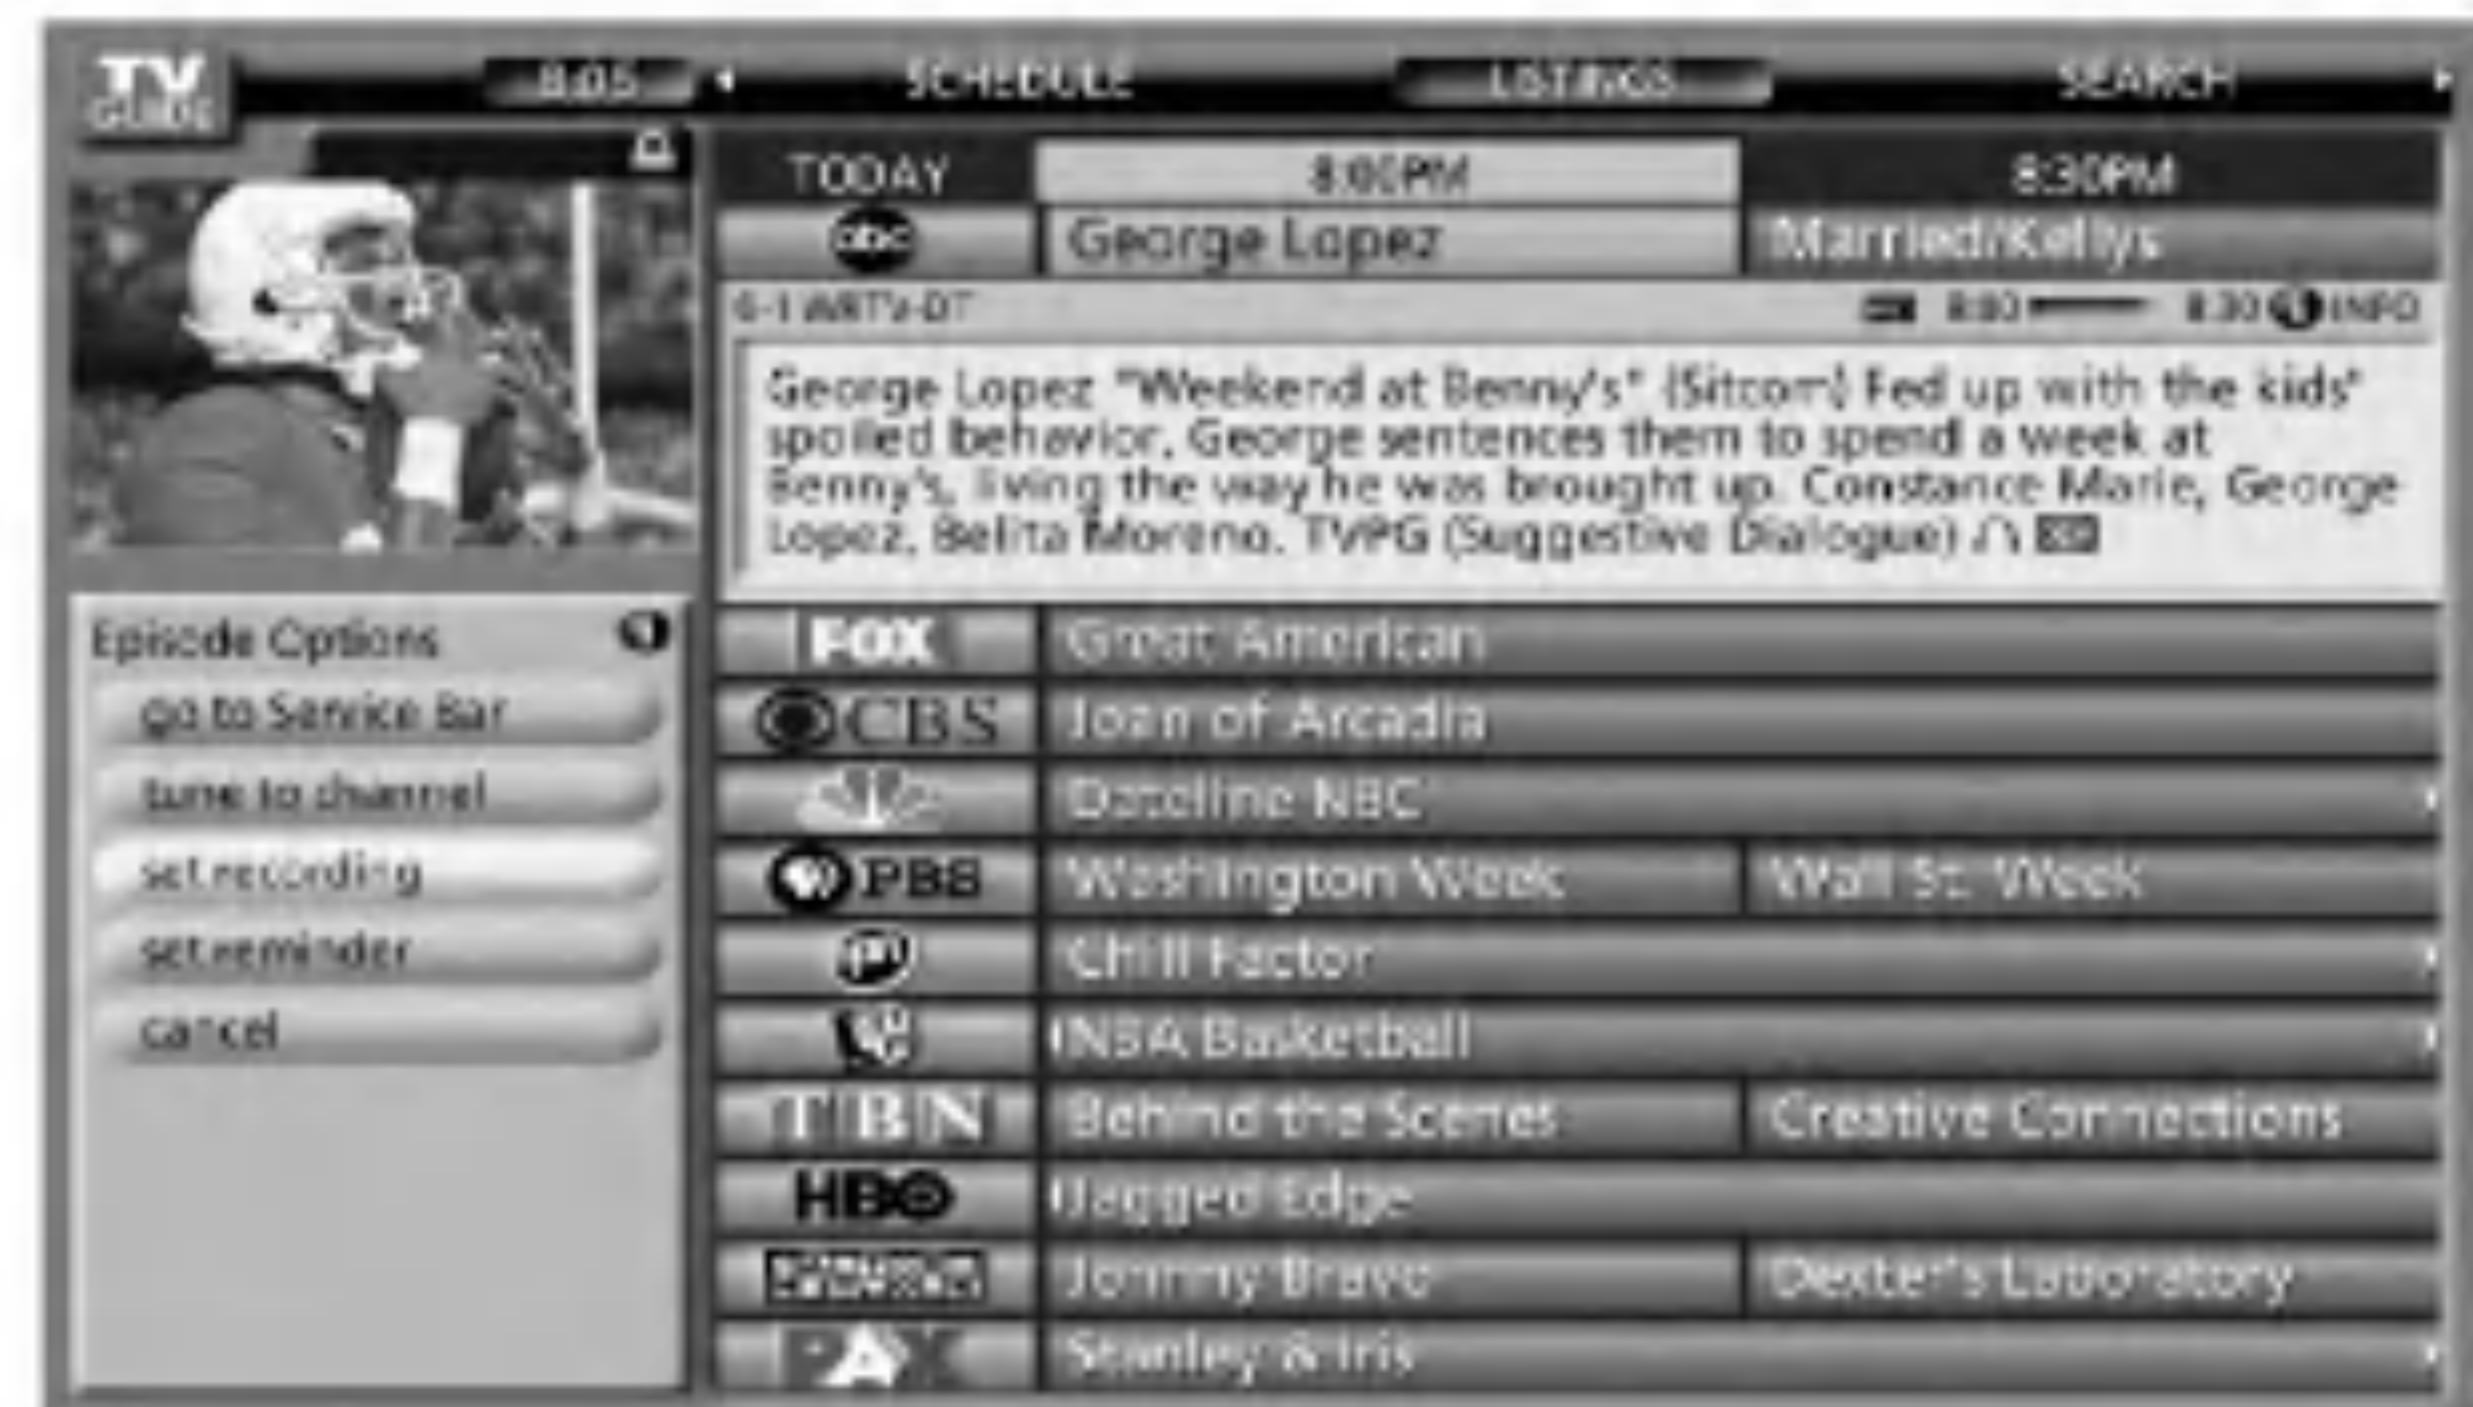 TV GUIDE
8:05 SCHEDULE LISTINGS SEARCH
TODAY 8:00PM 8:30PM
abc George Lopez Married/Kellys
8:00 8:30 INFO
George Lopez "Weekend at Benny's" (Sitcom) Fed up with the kids'
spoiled behavior, George sentences them to spend a week at
Benny's, living the way he was brought up. Constance Marie, George
Lopez, Belita Moreno. TVPG (Suggestive Dialogue)
Episode Options
go to Service Bar
tune to channel
set recording
set reminder
cancel
FOX Great American
CBS Joan of Arcadia
Dateline NBC
PBS Washington Week Wall St. Week
Chill Factor
NBA Basketball
TBN Behind the Scenes Creative Connections
HBO Jagged Edge
Johnny Bravo Dexter's Laboratory
PAX Stanley & Iris